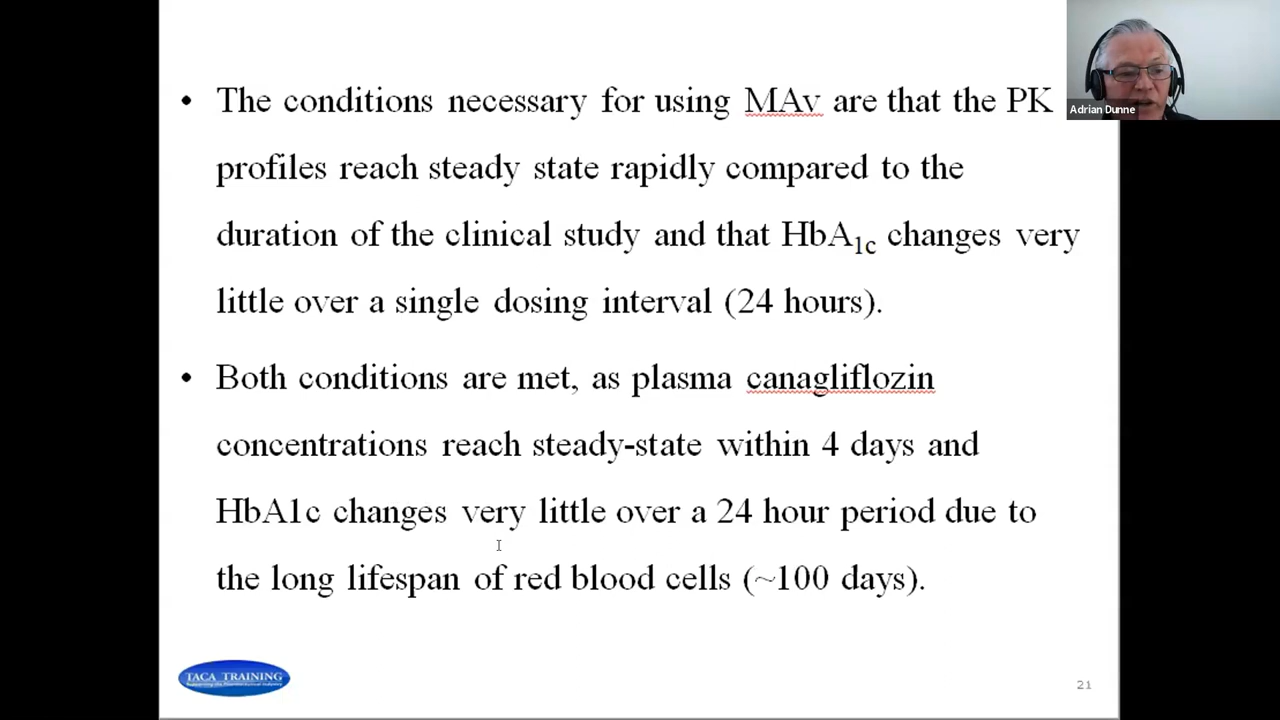 • The conditions necessary for using MAv are that the PK
profiles reach steady state rapidly compared to the
duration of the clinical study and that HbA1c changes very
little over a single dosing interval (24 hours).
• Both conditions are met, as plasma canagliflozin
concentrations reach steady-state within 4 days and
HbA1c changes very little over a 24 hour period due to
the long lifespan of red blood cells (~100 days).
Adrian Dunne
TACA TRAINING
21